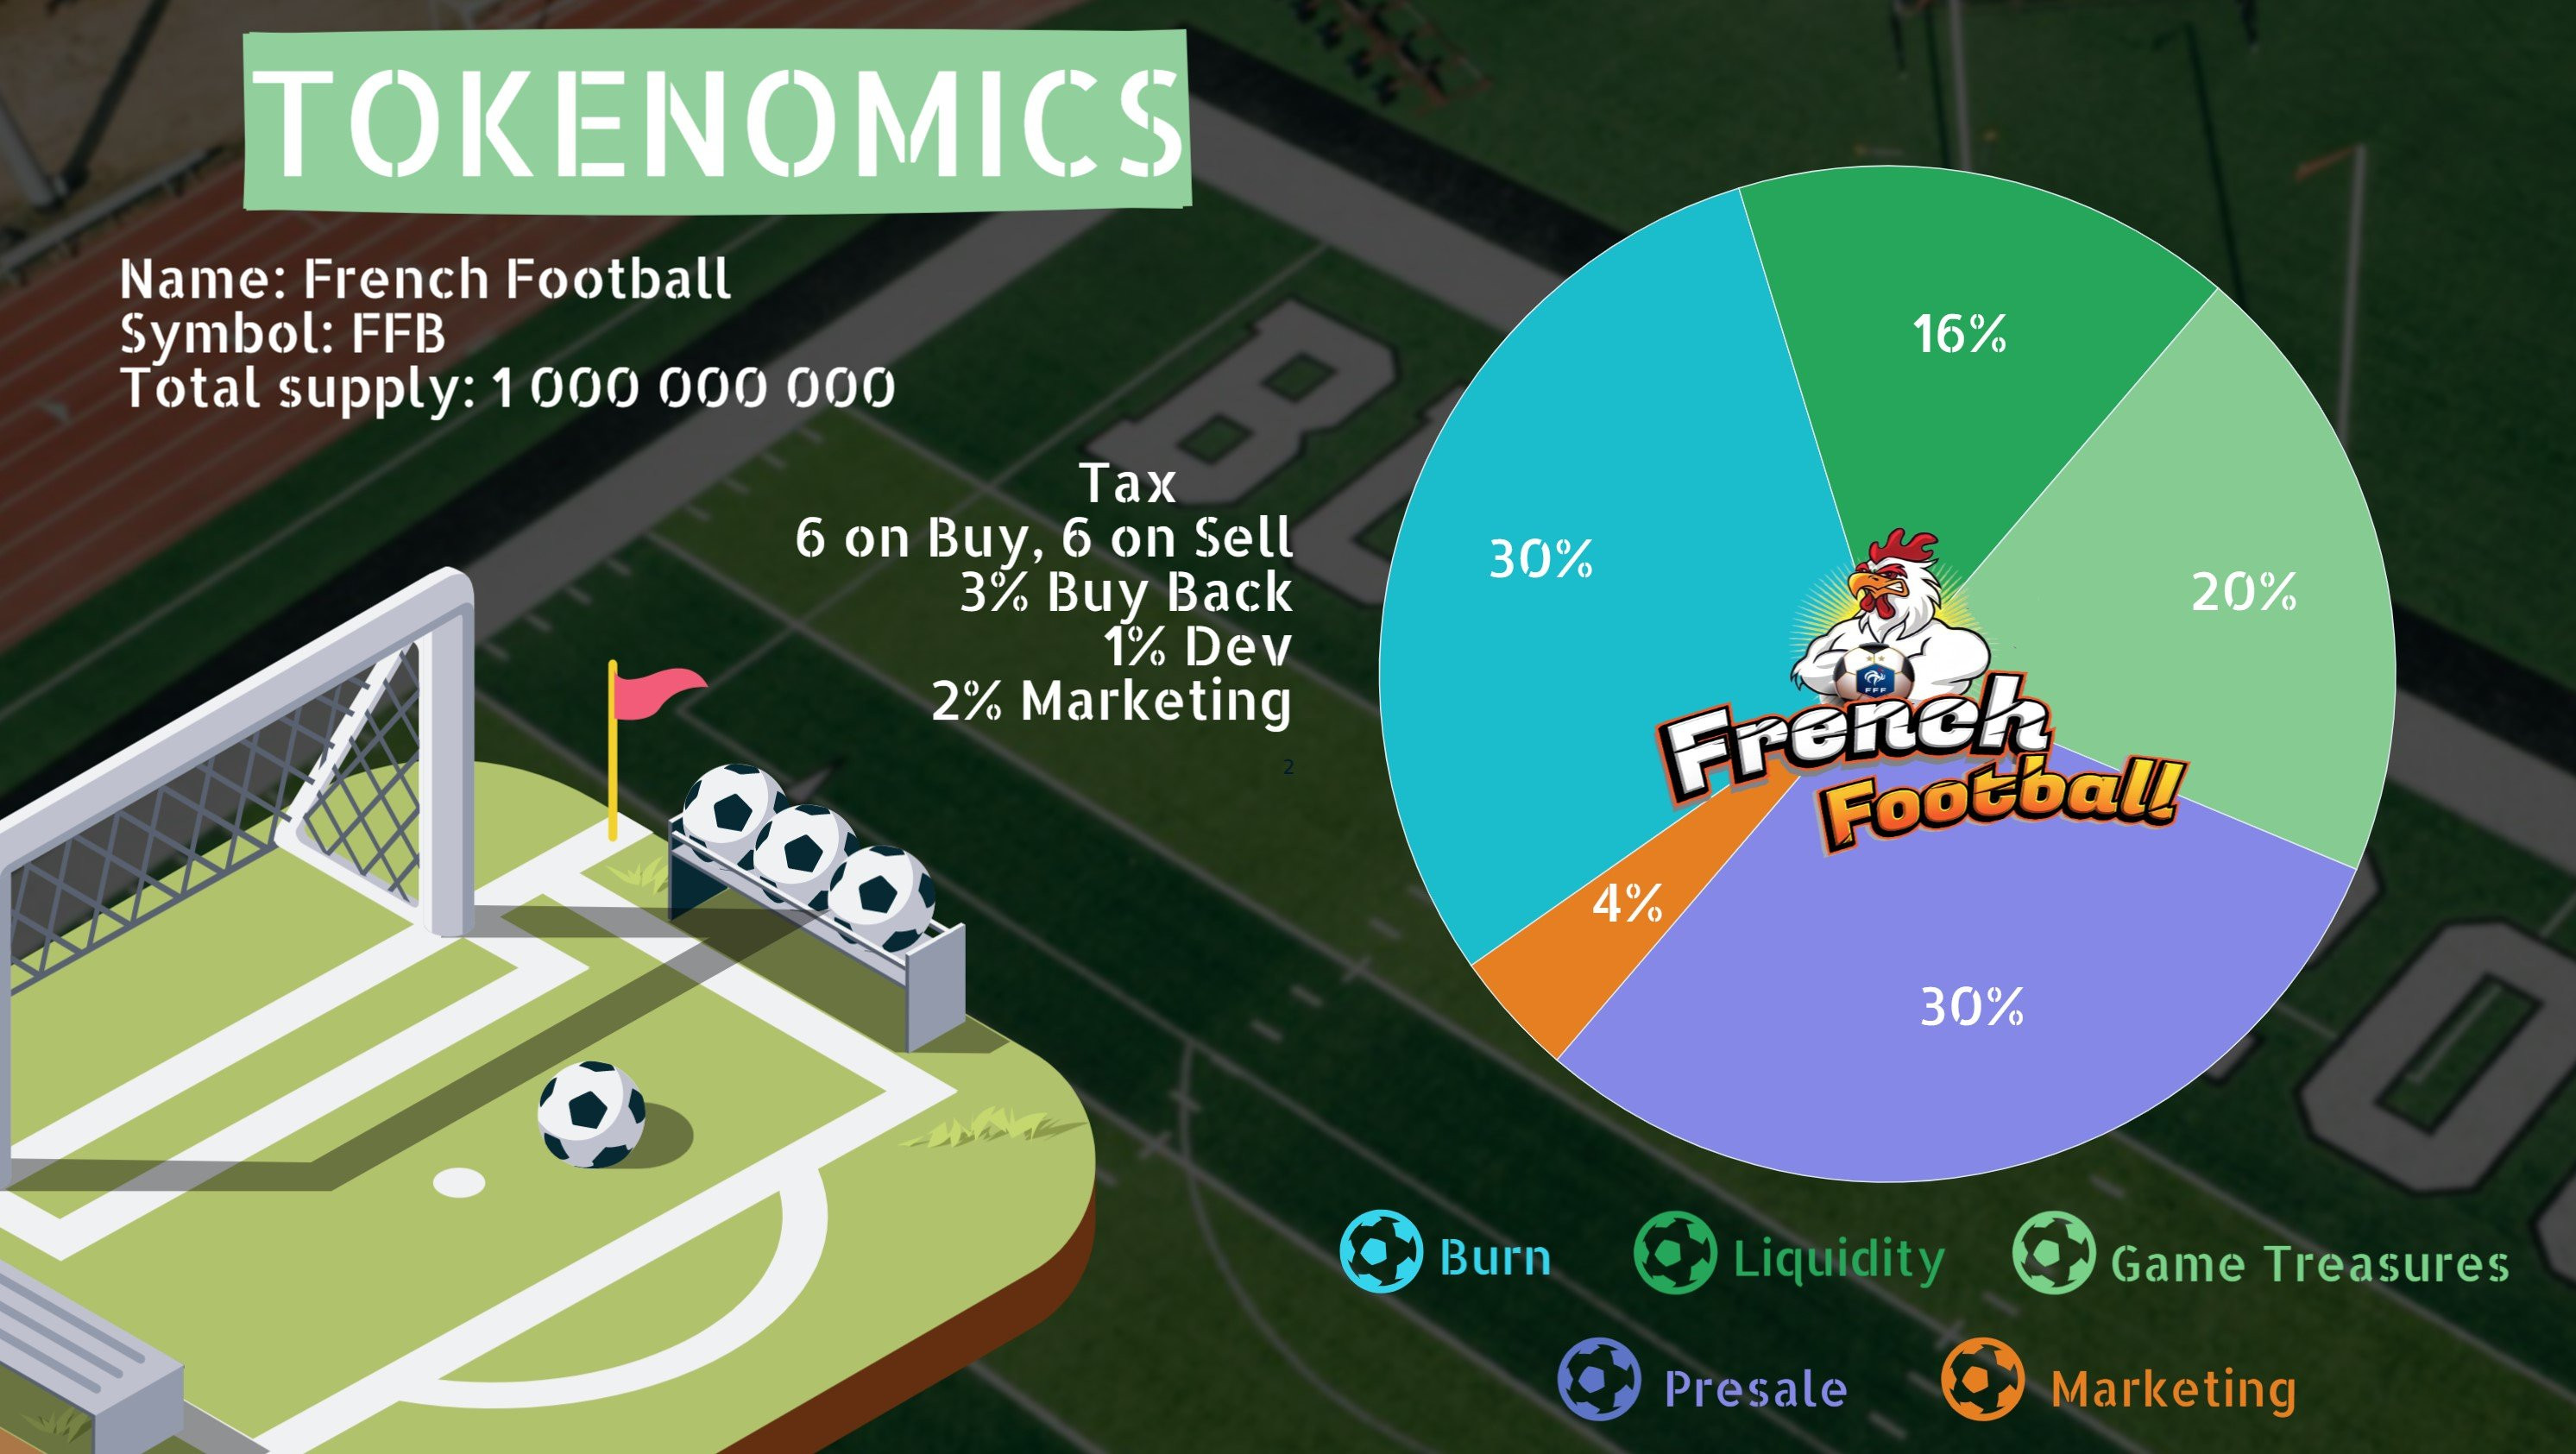 TOKENOMICS
Name: French Football
Symbol: FFB
Total supply: 1 000 000 000
Tax
6 on Buy, 6 on Sell
3% Buy Back
1% Dev
2% Marketing
2
16%
30%
20%
FFF
French
Football
4%
30%
Burn
Liquidity
Game Treasures
Presale
Marketing